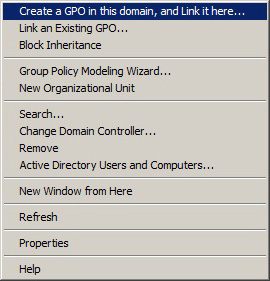 Create a GPO in this domain, and Link it here...
Link an Existing GPO...
Block Inheritance
Group Policy Modeling Wizard...
New Organizational Unit
Search...
Change Domain Controller...
Remove
Active Directory Users and Computers...
New Window from Here
Refresh
Properties
Help